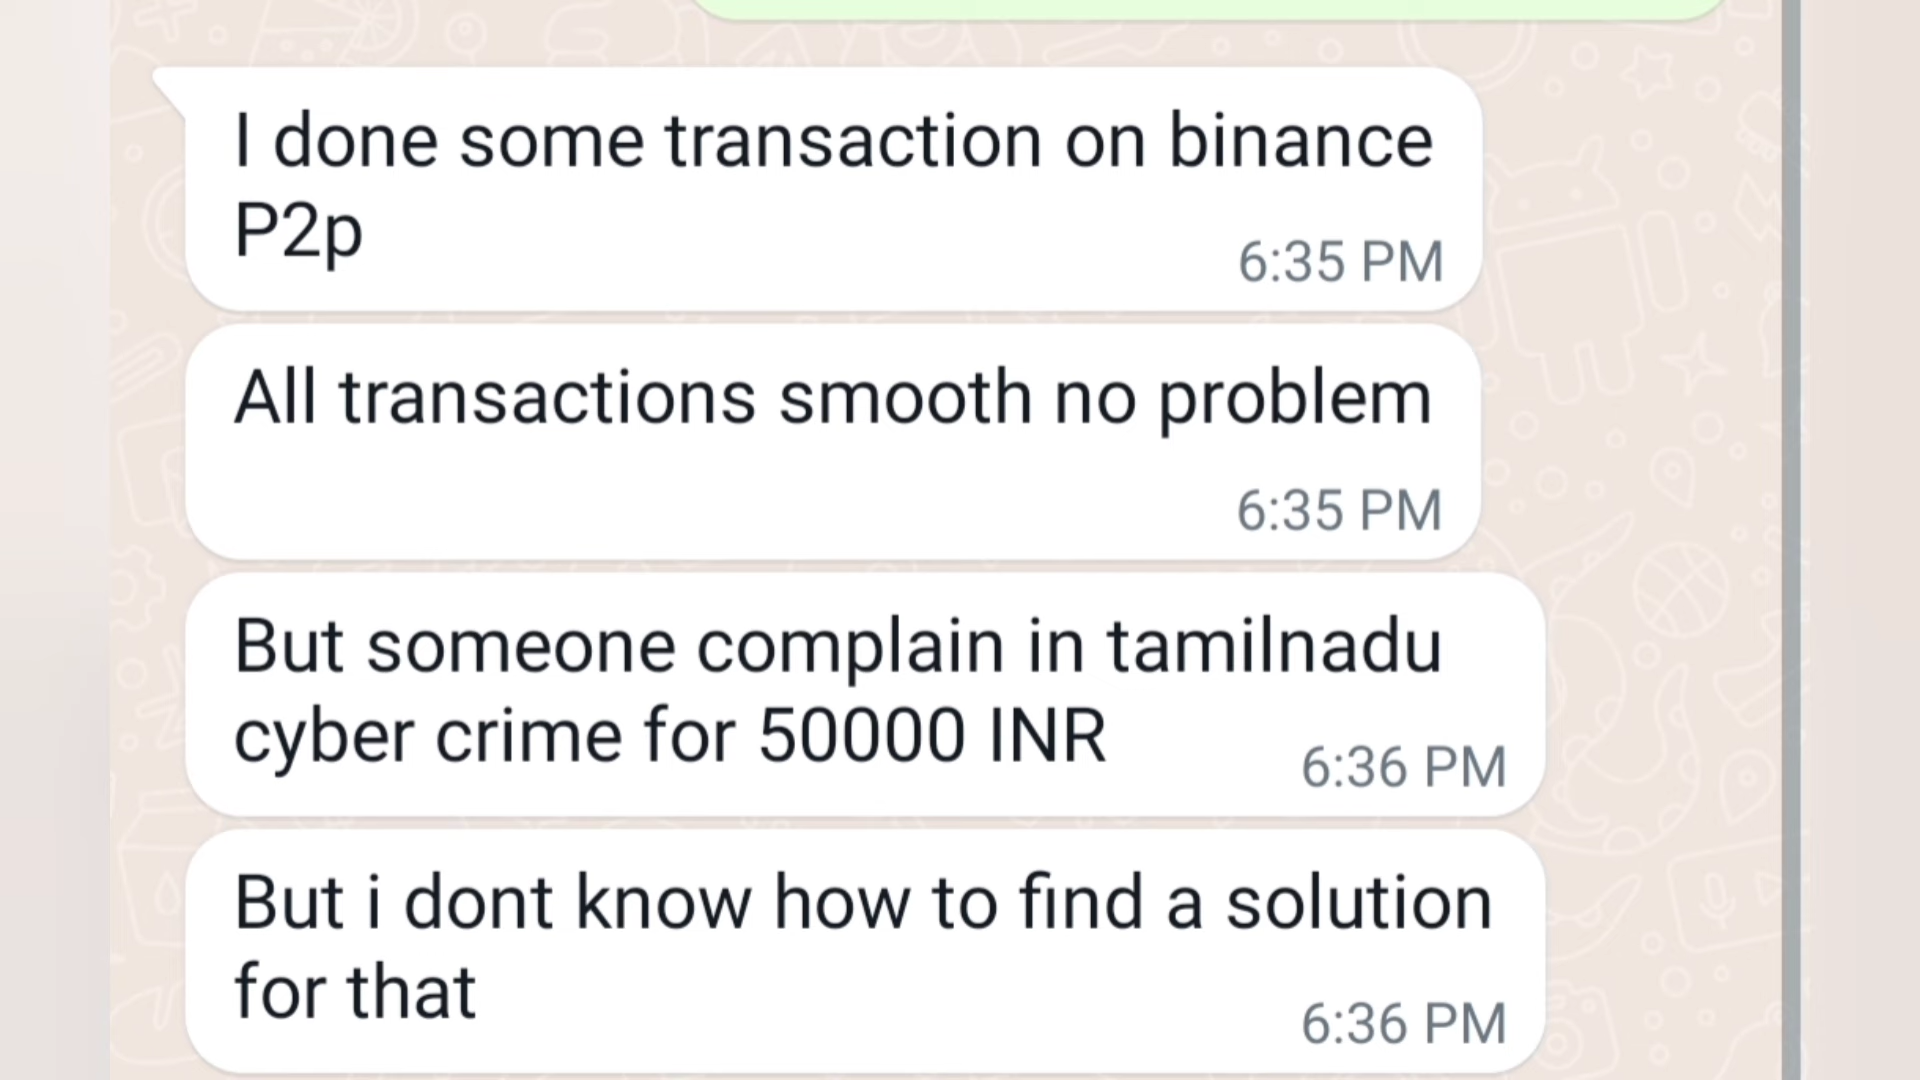 I done some transaction on binance
P2p
6:35 PM
All transactions smooth no problem
6:35 PM
But someone complain in tamilnadu
cyber crime for 50000 INR
6:36 PM
But i dont know how to find a solution
for that
6:36 PM